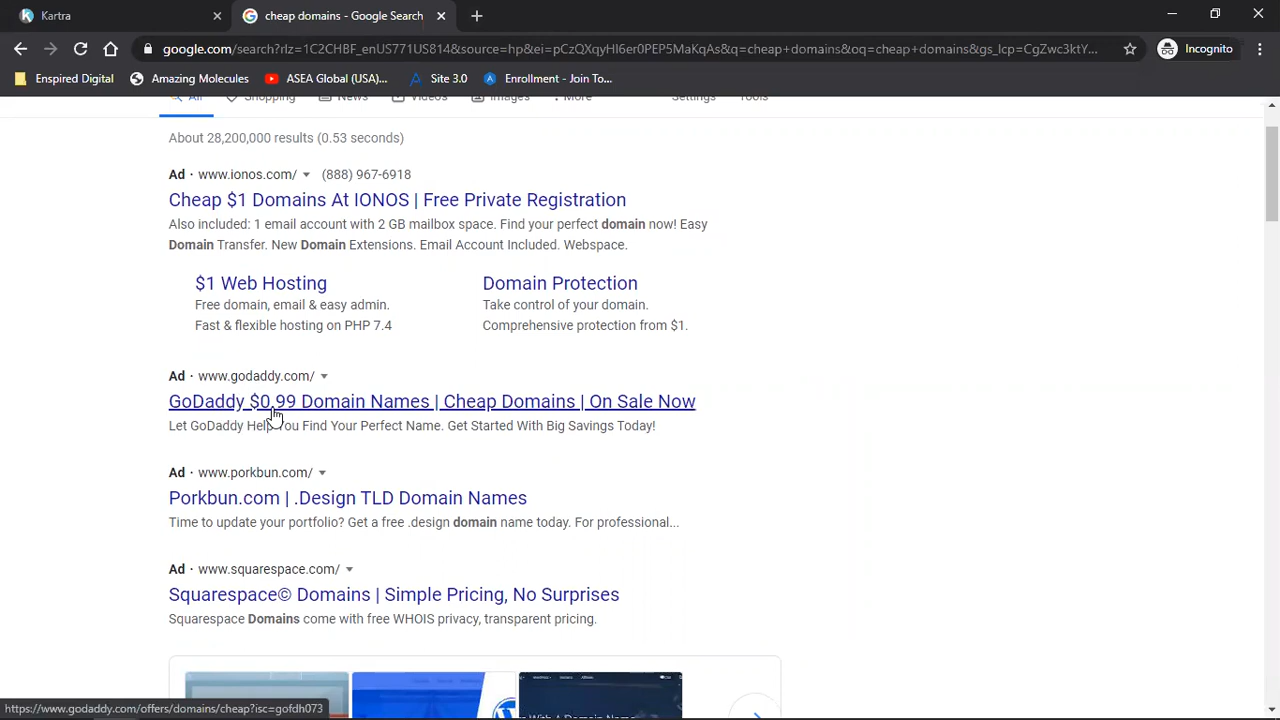 Kartra
cheap domains - Google Search
google.com/search?rlz=1C2CHBF_enUS771US814&source=hp&ei=pCzQXqyHI6er0PEP5MaKqAs&q=cheap+domains&oq=cheap+domains&gs_lcp=CgZwc3ktY...
Incognito
Enspired Digital
Amazing Molecules
ASEA Global (USA)...
Site 3.0
Enrollment - Join To...
All Shopping News Videos Images More Settings Tools
About 28,200,000 results (0.53 seconds)
Ad · www.ionos.com/ (888) 967-6918
Cheap $1 Domains At IONOS | Free Private Registration
Also included: 1 email account with 2 GB mailbox space. Find your perfect domain now! Easy
Domain Transfer. New Domain Extensions. Email Account Included. Webspace.
$1 Web Hosting
Free domain, email & easy admin.
Fast & flexible hosting on PHP 7.4
Domain Protection
Take control of your domain.
Comprehensive protection from $1.
Ad · www.godaddy.com/
GoDaddy $0.99 Domain Names | Cheap Domains | On Sale Now
Let GoDaddy Help You Find Your Perfect Name. Get Started With Big Savings Today!
Ad · www.porkbun.com/
Porkbun.com | .Design TLD Domain Names
Time to update your portfolio? Get a free .design domain name today. For professional...
Ad · www.squarespace.com/
Squarespace© Domains | Simple Pricing, No Surprises
Squarespace Domains come with free WHOIS privacy, transparent pricing.
With A Domain Name
https://www.godaddy.com/offers/domains/cheap?isc=gofdh073